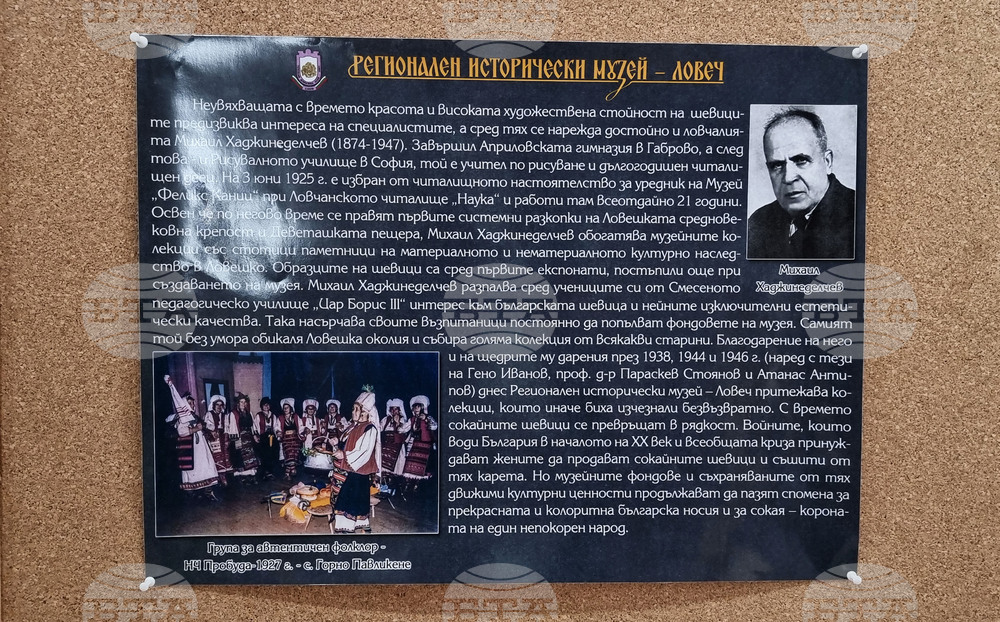 РЕГИОНАЛЕН ИСТОРИЧЕСКИ МУЗЕЙ – ЛОВЕЧ
Неувяхващата с времето красота и високата художествена стойност на шевици-
те предизвиква интереса на специалистите, а сред тях се нарежда достойно и ловчалия-
та Михаил Хаджинеделчев (1874-1947). Завършил Априловската гимназия в Габрово, а след
това - и Рисувалното училище в София, той е учител по рисуване и дългогодишен читали-
щен деец. На 3 юни 1925 г. е избран от читалищното настоятелство за уредник на Музей
„Феликс Каниц“ при Ловчанското читалище „Наука“ и работи там всеотдайно 21 години.
Освен че по негово време се правят първите системни разкопки на Ловешката среднове-
ковна крепост и Деветашката пещера, Михаил Хаджинеделчев обогатява музейните ко-
лекции със стотици паметници на материалното и нематериалното културно наслед-
ство в Ловешко. Образците на шевици са сред първите експонати, постъпили още при
създаването на музея. Михаил Хаджинеделчев разпалва сред учениците си от Смесеното
педагогическо училище „Цар Борис III“ интерес към българската шевица и нейните изключителни естети-
чески качества. Така насърчава своите възпитаници постоянно да попълват фондовете на музея. Самият
той без умора обикаля Ловешка околия и събира голяма колекция от всякакви старини. Благодарение на него
и на щедрите му дарения през 1938, 1944 и 1946 г. (наред с тези
на Гено Иванов, проф. д-р Параскев Стоянов и Атанас Анти-
пов) днес Регионален исторически музей – Ловеч притежава ко-
лекции, които иначе биха изчезнали безвъзвратно. С времето
сокайните шевици се превръщат в рядкост. Войните, които
води България в началото на XX век и всеобщата криза принуж-
дават жените да продават сокайните шевици и съшити от
тях карета. Но музейните фондове и съхраняваните от тях
движими културни ценности продължават да пазят спомена за
прекрасната и колоритна българска носия и за сокая – корона-
та на един непокорен народ.
Михаил
Хаджинеделчев
Група за автентичен фолклор -
НЧ Пробуда-1927 г. - с. Горно Павликене